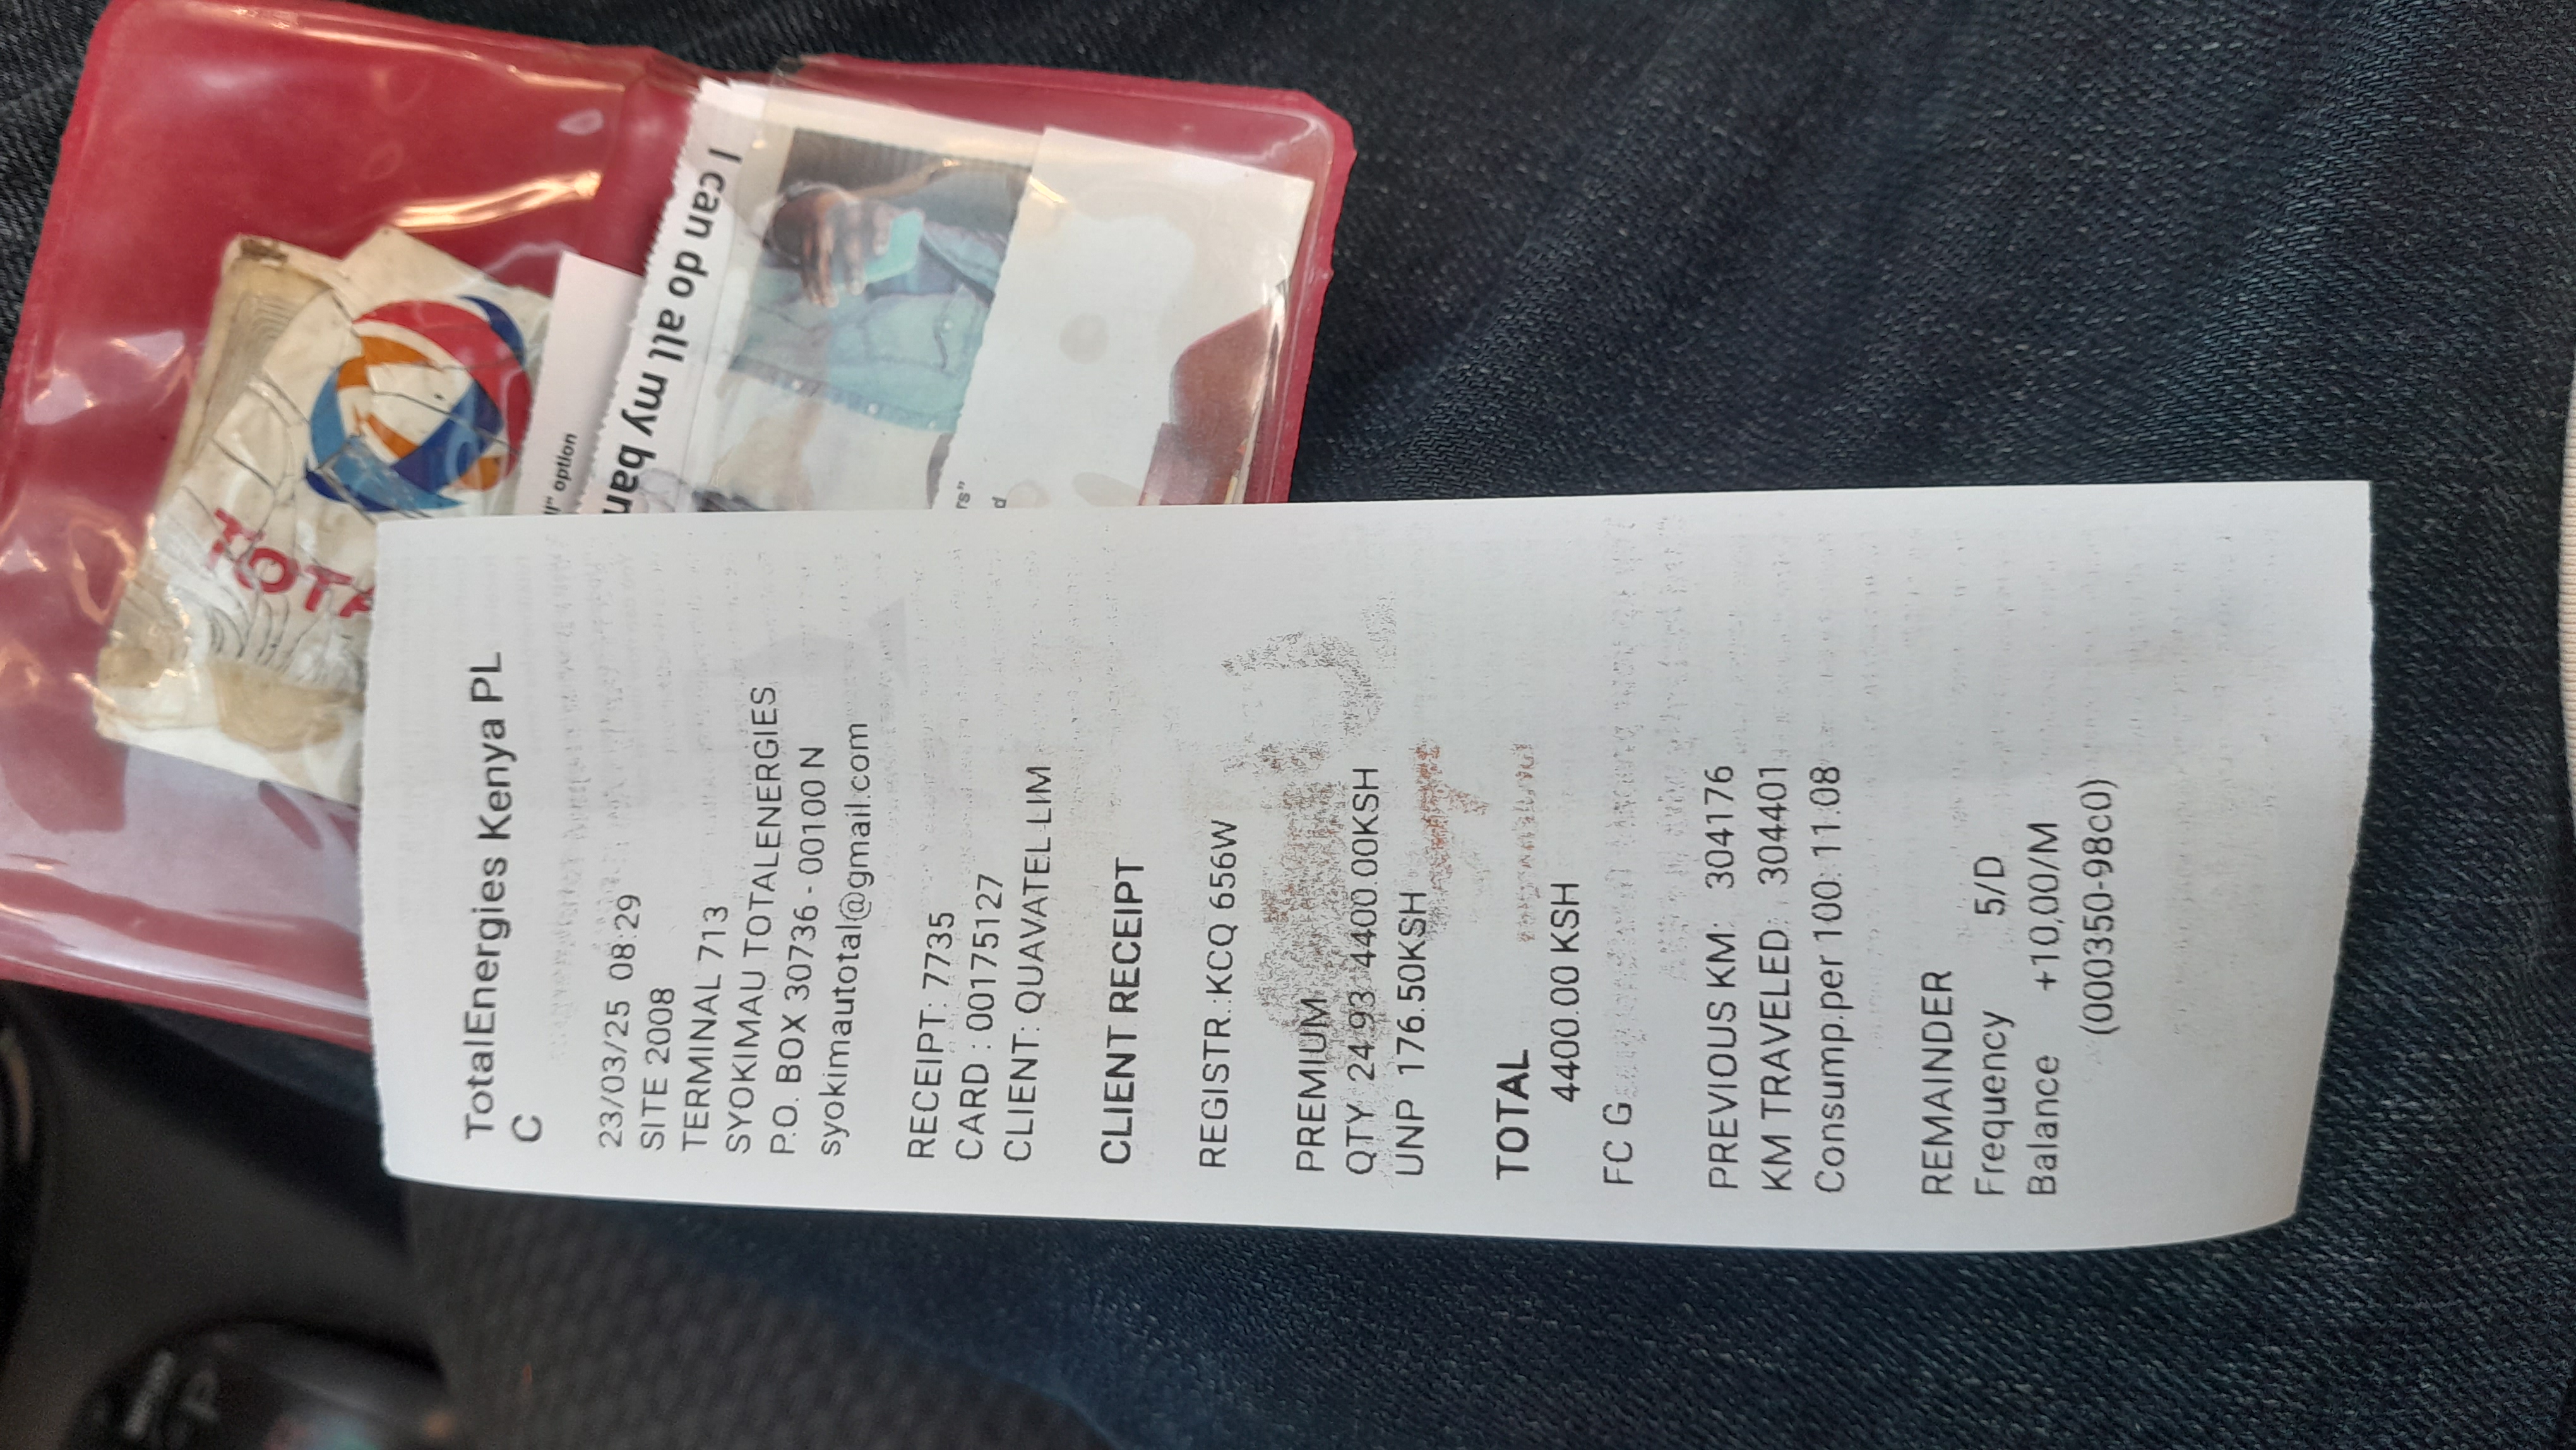 TotalEnergies Kenya PL
C
23/03/25 08:29
SITE 2008
TERMINAL 713
SYOKIMAU TOTALENERGIES
P.O. BOX 30736 - 00100 N
syokimautotal@gmail.com
RECEIPT: 7735
CARD : 00175127
CLIENT: QUAVATEL LIM
CLIENT RECEIPT
REGISTR.:KCQ 656W
PREMIUM
QTY 24.93 4400.00KSH
UNP 176.50KSH
TOTAL
4400.00 KSH
FC G
PREVIOUS KM: 304176
KM TRAVELED: 304401
Consump.per 100: 11.08
REMAINDER
Frequency 5/D
Balance +10,00/M
(000350-98c0)
TOTA
option
I can do all my ban
rs"
d